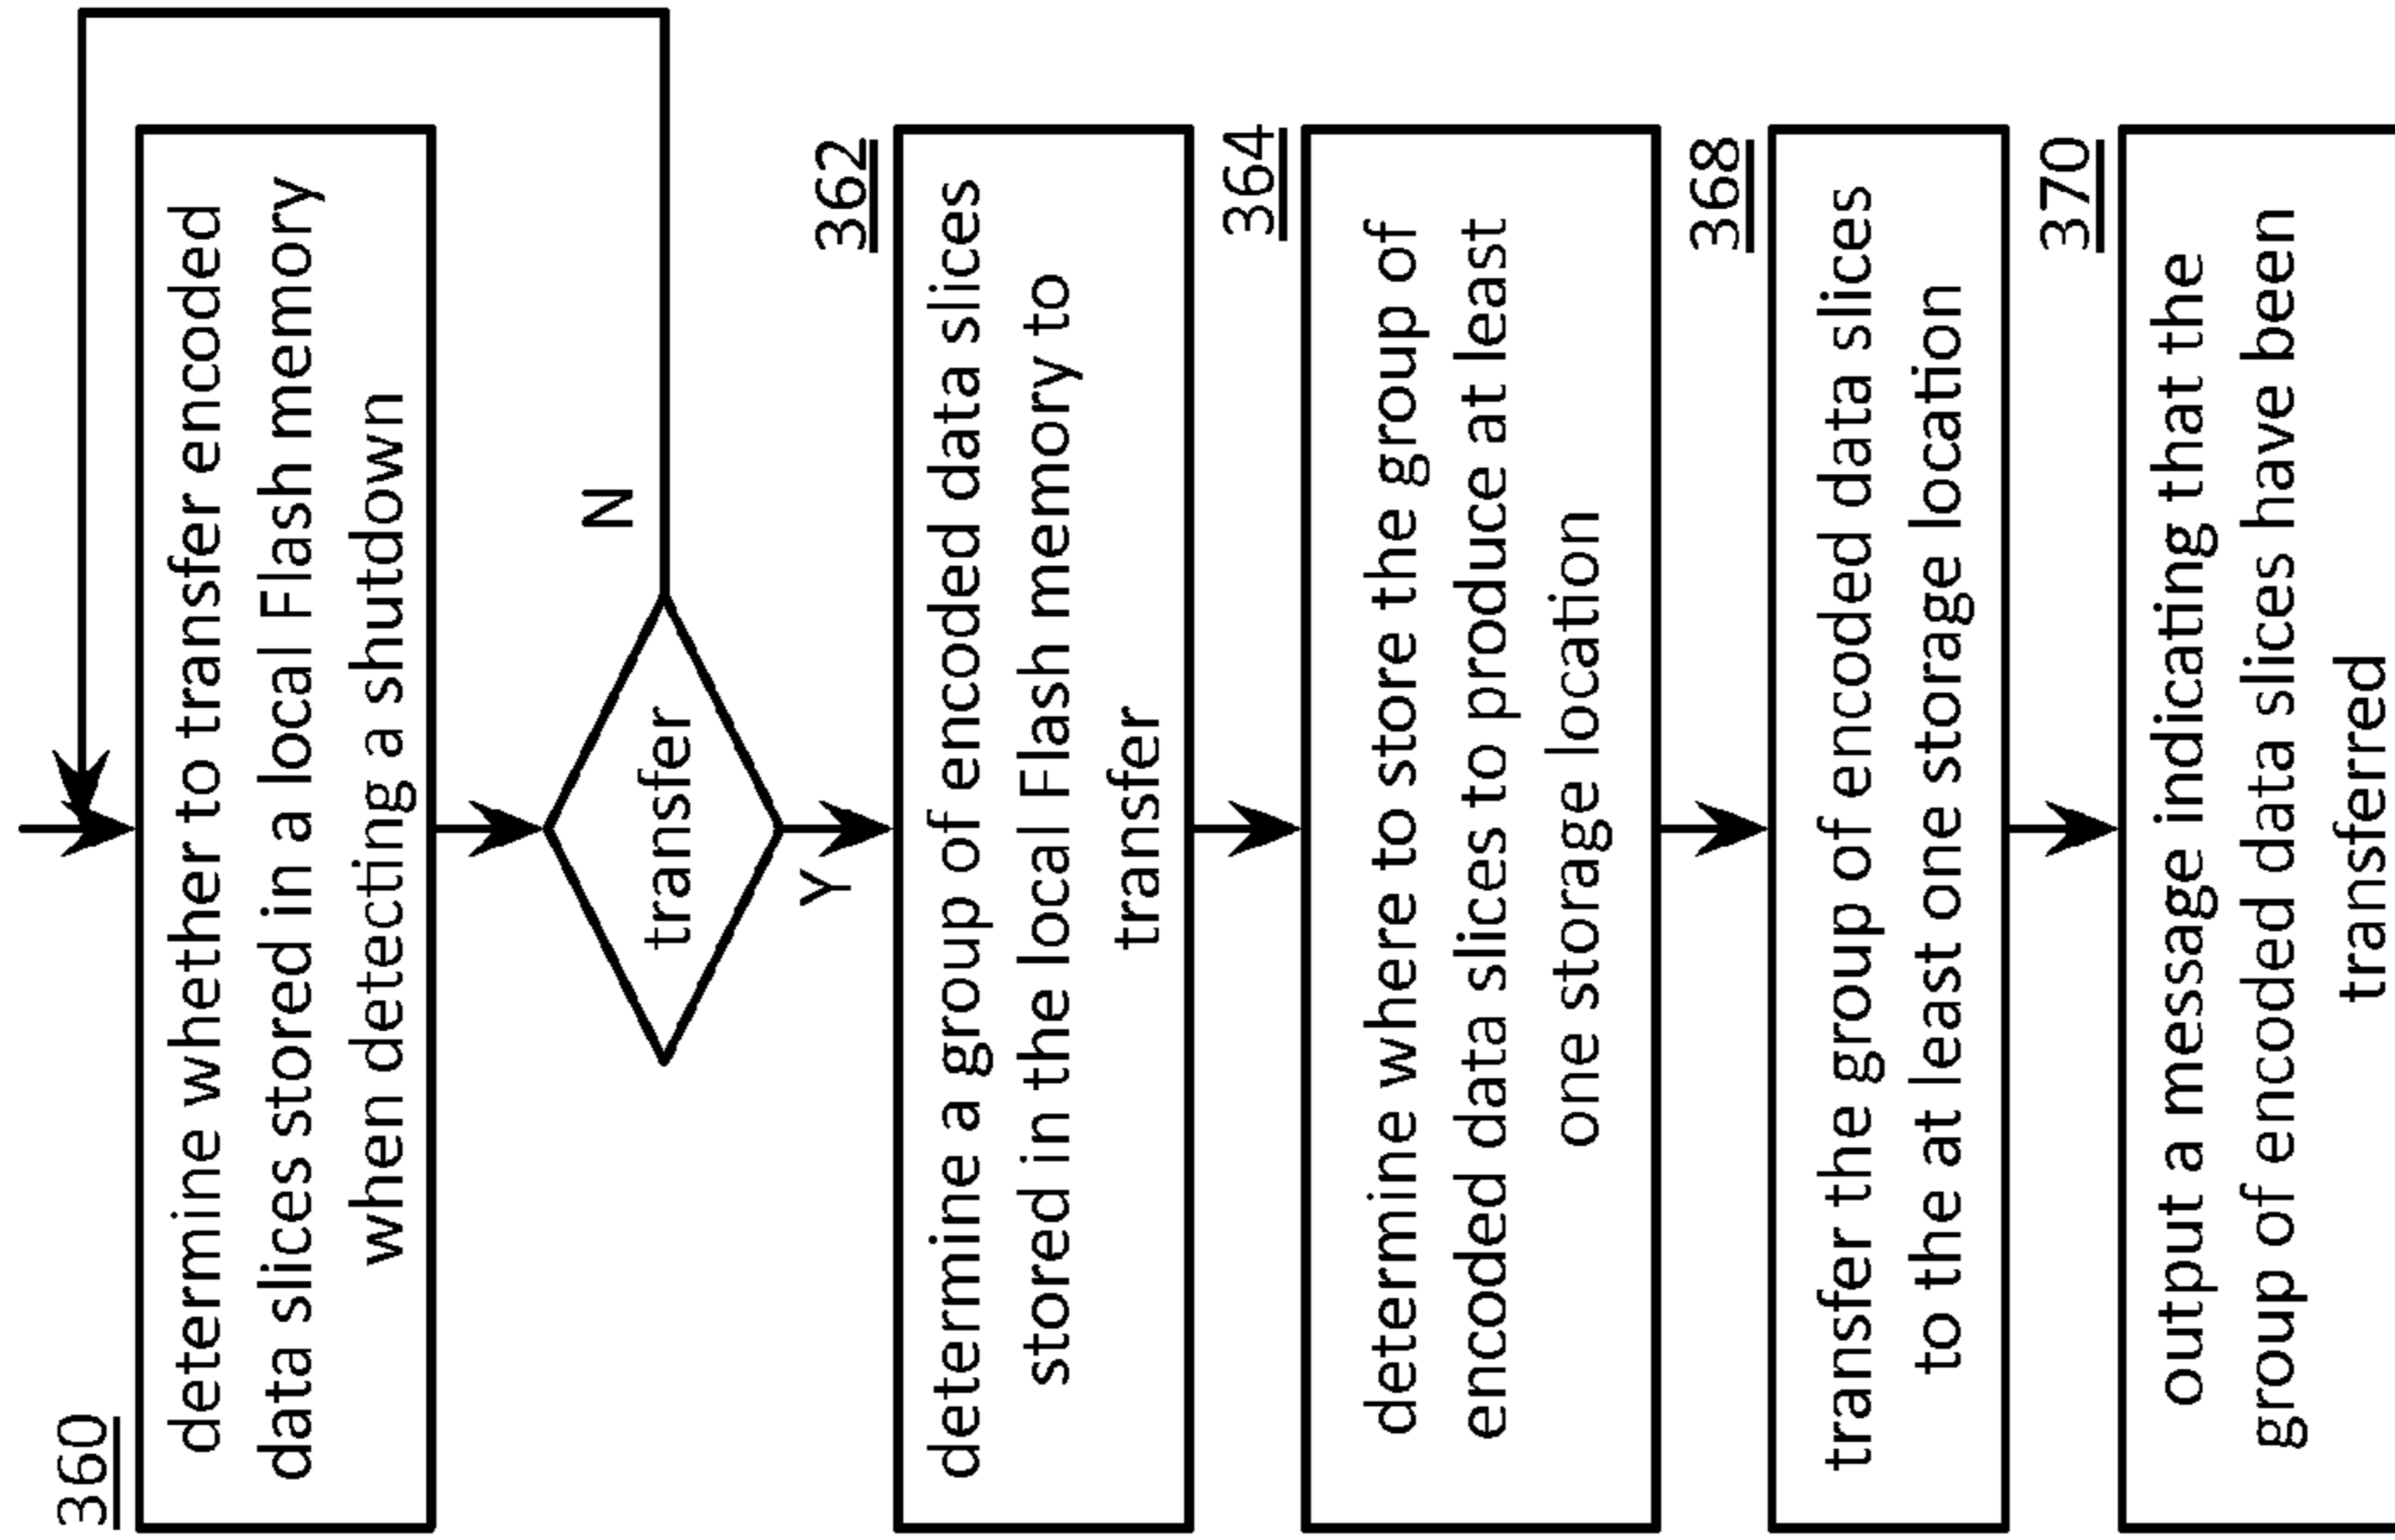 360
determine whether to transfer encoded
data slices stored in a local Flash memory
when detecting a shutdown
transfer
N
Y
362
determine a group of encoded data slices
stored in the local Flash memory to
transfer
364
determine where to store the group of
encoded data slices to produce at least
one storage location
368
transfer the group of encoded data slices
to the at least one storage location
370
output a message indicating that the
group of encoded data slices have been
transferred